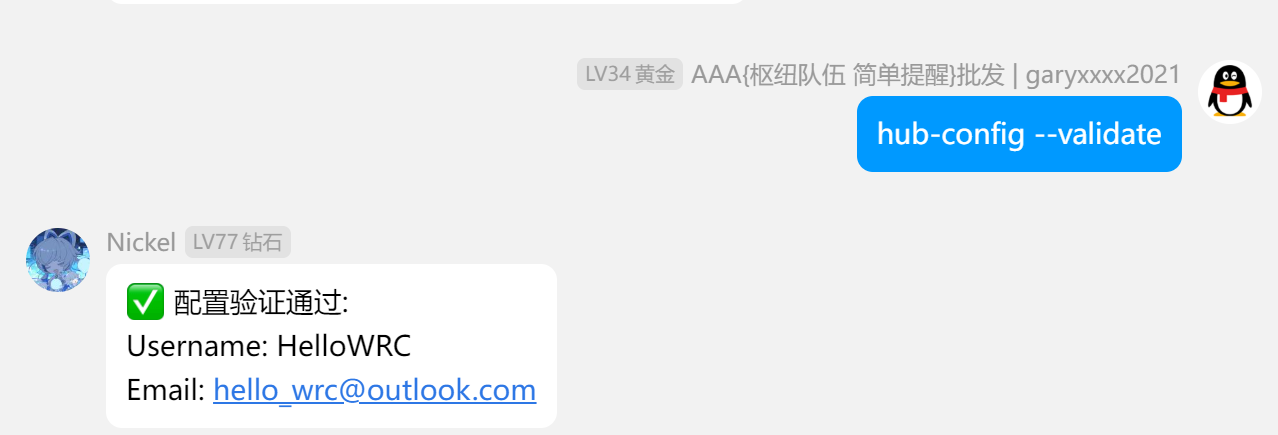 LV34 黄金 AAA{枢纽队伍 简单提醒}批发 | garyxxxx2021
hub-config --validate
Nickel LV77 钻石
✅ 配置验证通过:
Username: HelloWRC
Email: hello_wrc@outlook.com